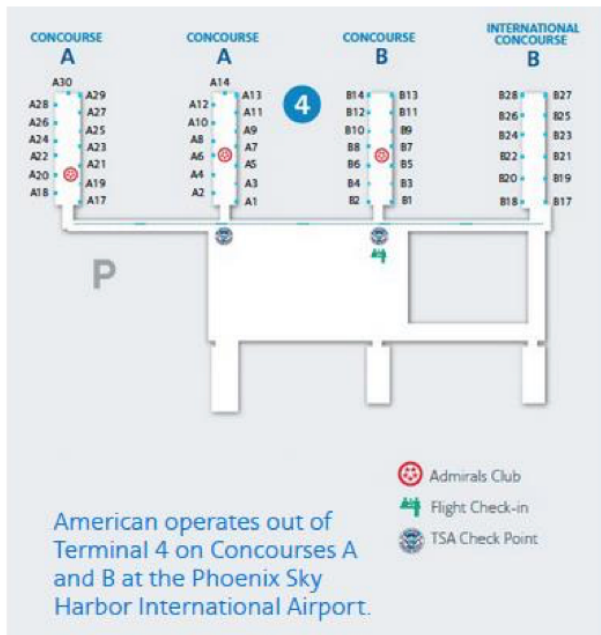 CONCOURSE
A
CONCOURSE
A
CONCOURSE
B
INTERNATIONAL
CONCOURSE
B
A30
A28 A29
A26 A27
A24 A25
A22 A23
A20 A21
A18 A19
A17
A14
A12 A13
A10 A11
A8 A9
A6 A7
A4 A5
A2 A3
A1
4
B14 B13
B12 B11
B10 B9
B8 B7
B6 B5
B4 B3
B2 B1
B28 B27
B26 B25
B24 B23
B22 B21
B20 B19
B18 B17
P
Admirals Club
Flight Check-in
TSA Check Point
American operates out of
Terminal 4 on Concourses A
and B at the Phoenix Sky
Harbor International Airport.